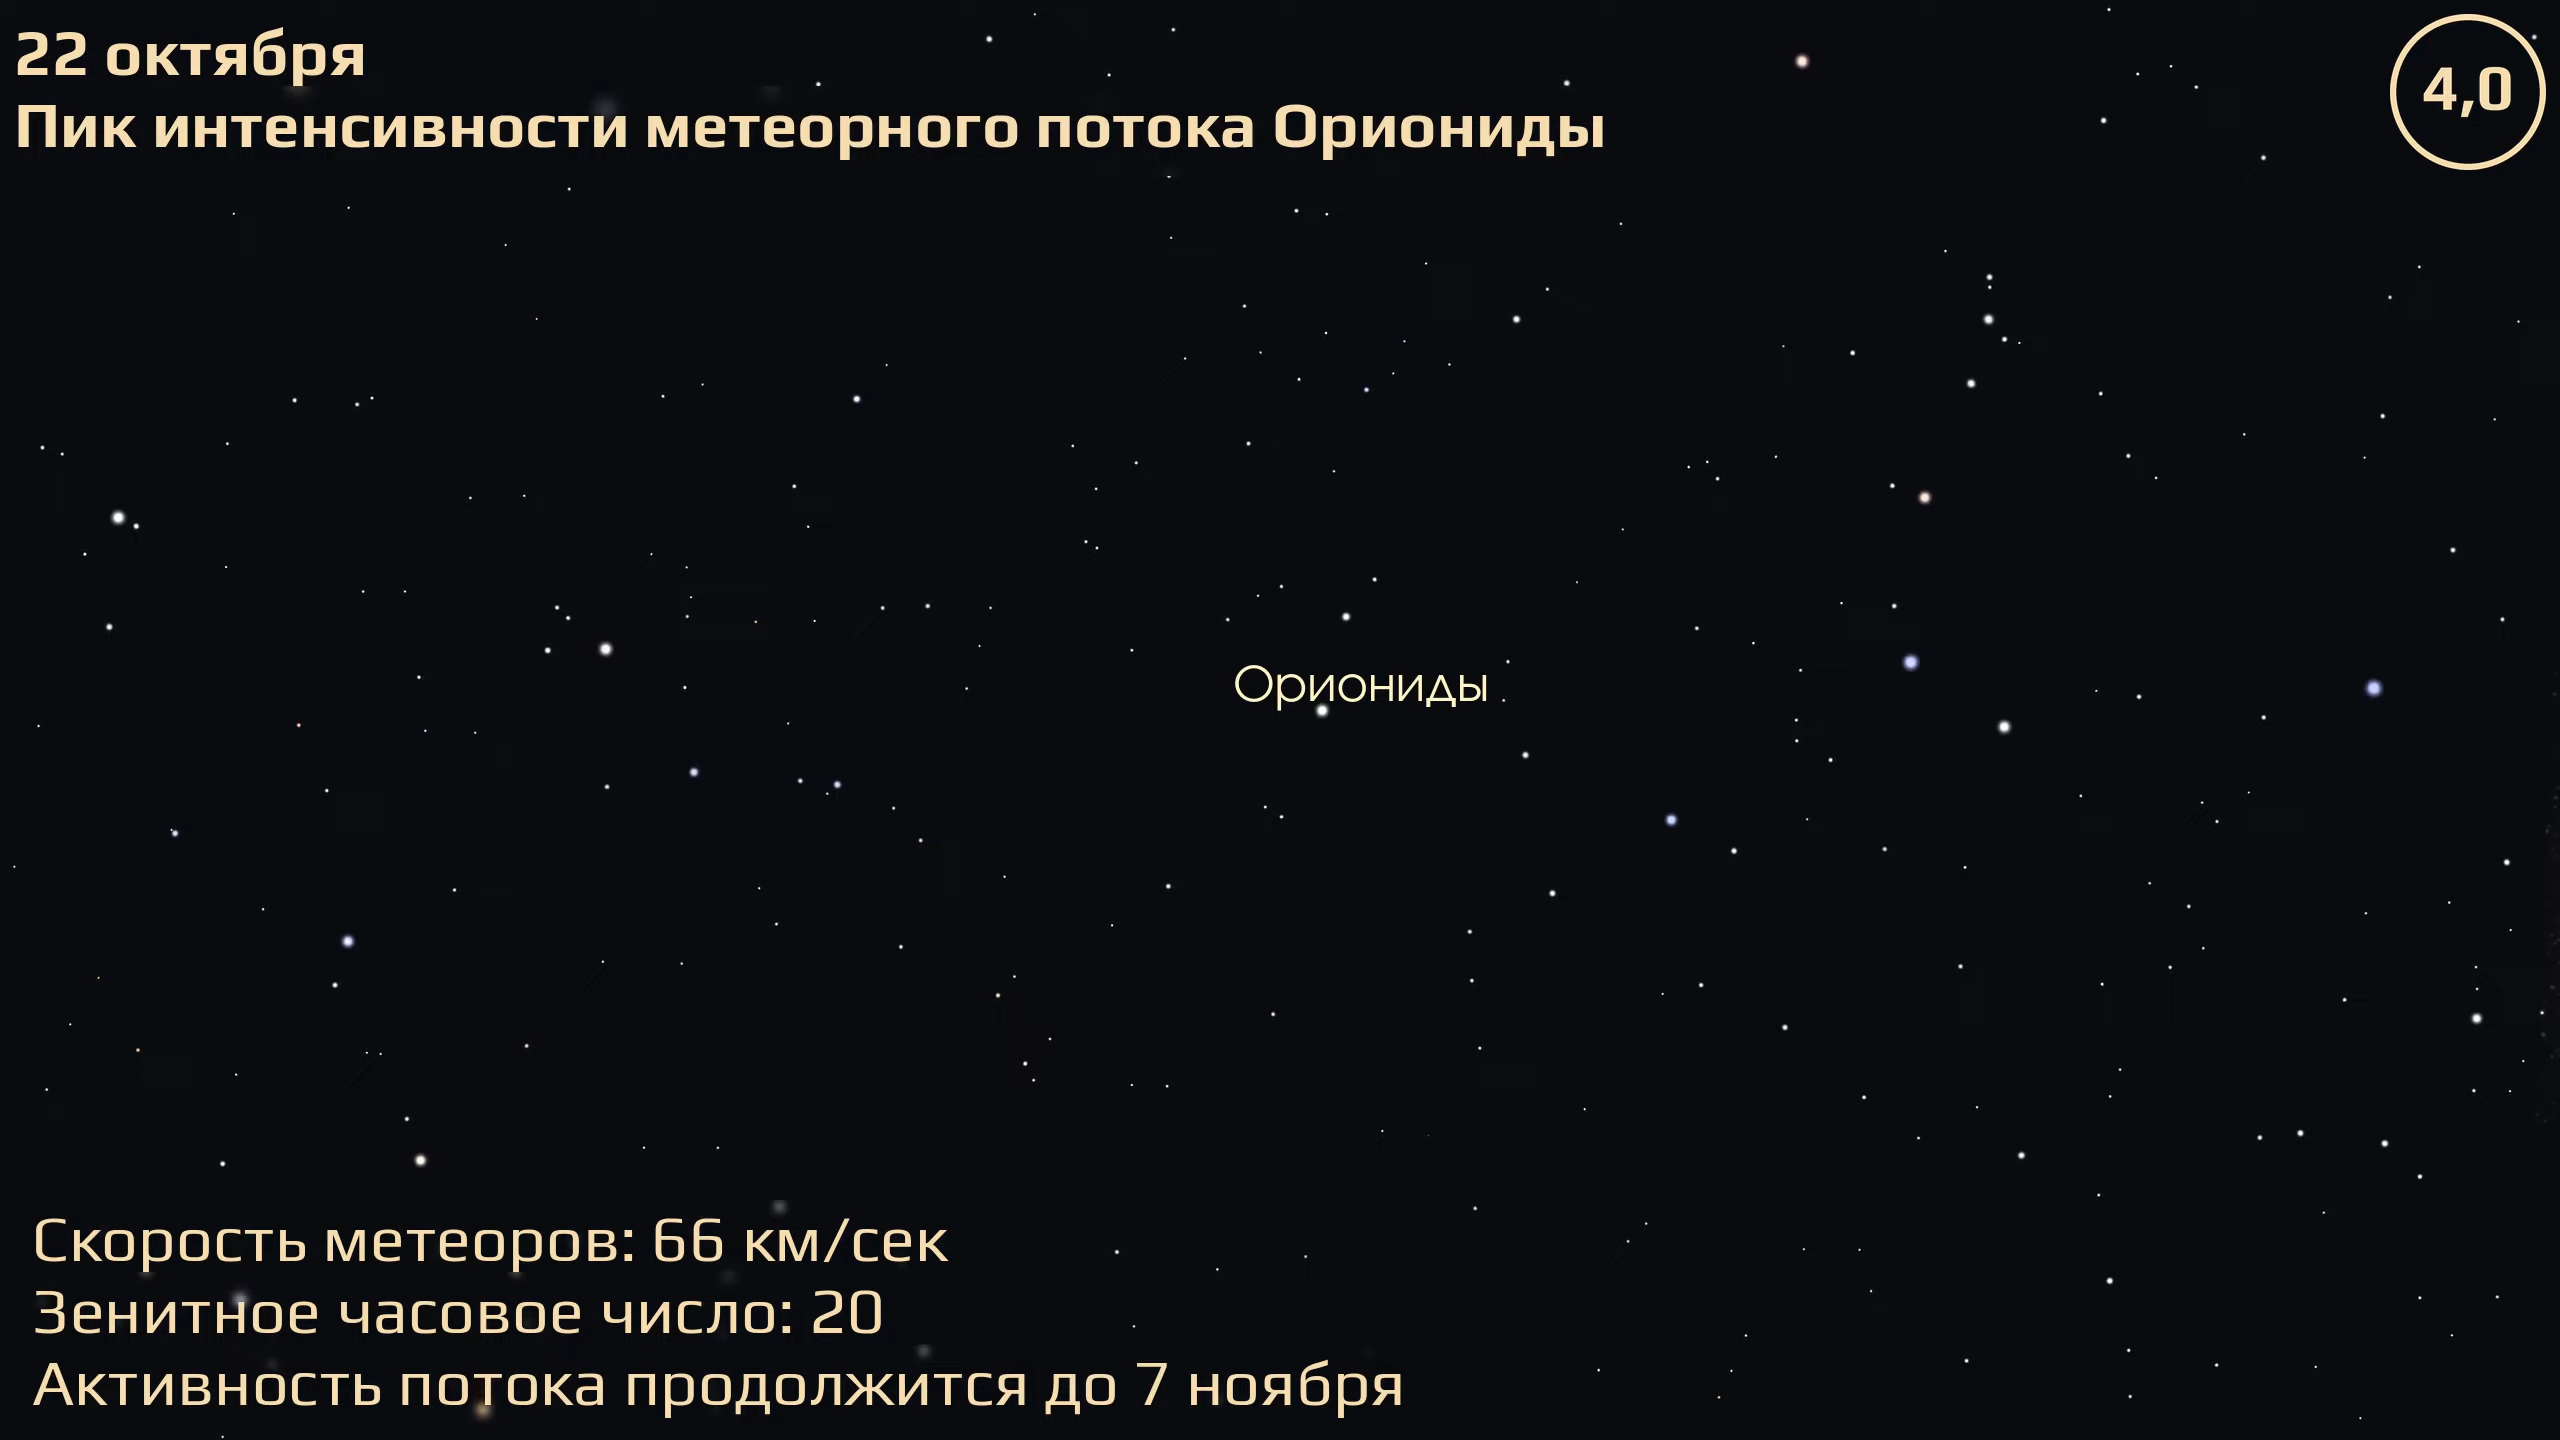 22 октября
Пик интенсивности метеорного потока Ориониды
4,0
Ориониды
Скорость метеоров: 66 км/сек
Зенитное часовое число: 20
Активность потока продолжится до 7 ноября